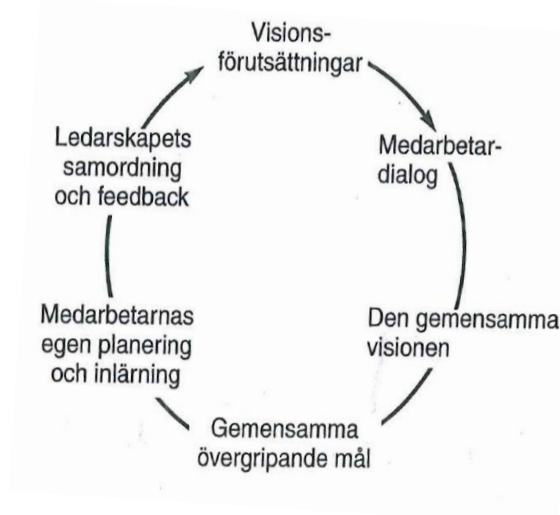 Visions-
förutsättningar
Medarbetar-
dialog
Den gemensamma
visionen
Gemensamma
övergripande mål
Medarbetarnas
egen planering
och inlärning
Ledarskapets
samordning
och feedback